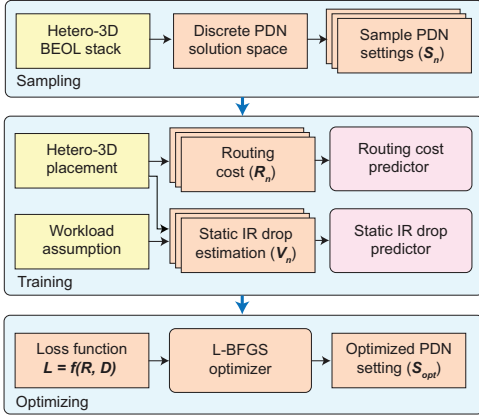 Hetero-3D
BEOL stack
Discrete PDN
solution space
Sample PDN
settings (Sn)
Sampling
Hetero-3D
placement
Routing
cost (Rn)
Routing cost
predictor
Workload
assumption
Static IR drop
estimation (Vn)
Static IR drop
predictor
Training
Loss function
L = f(R, D)
L-BFGS
optimizer
Optimized PDN
setting (Sopt)
Optimizing